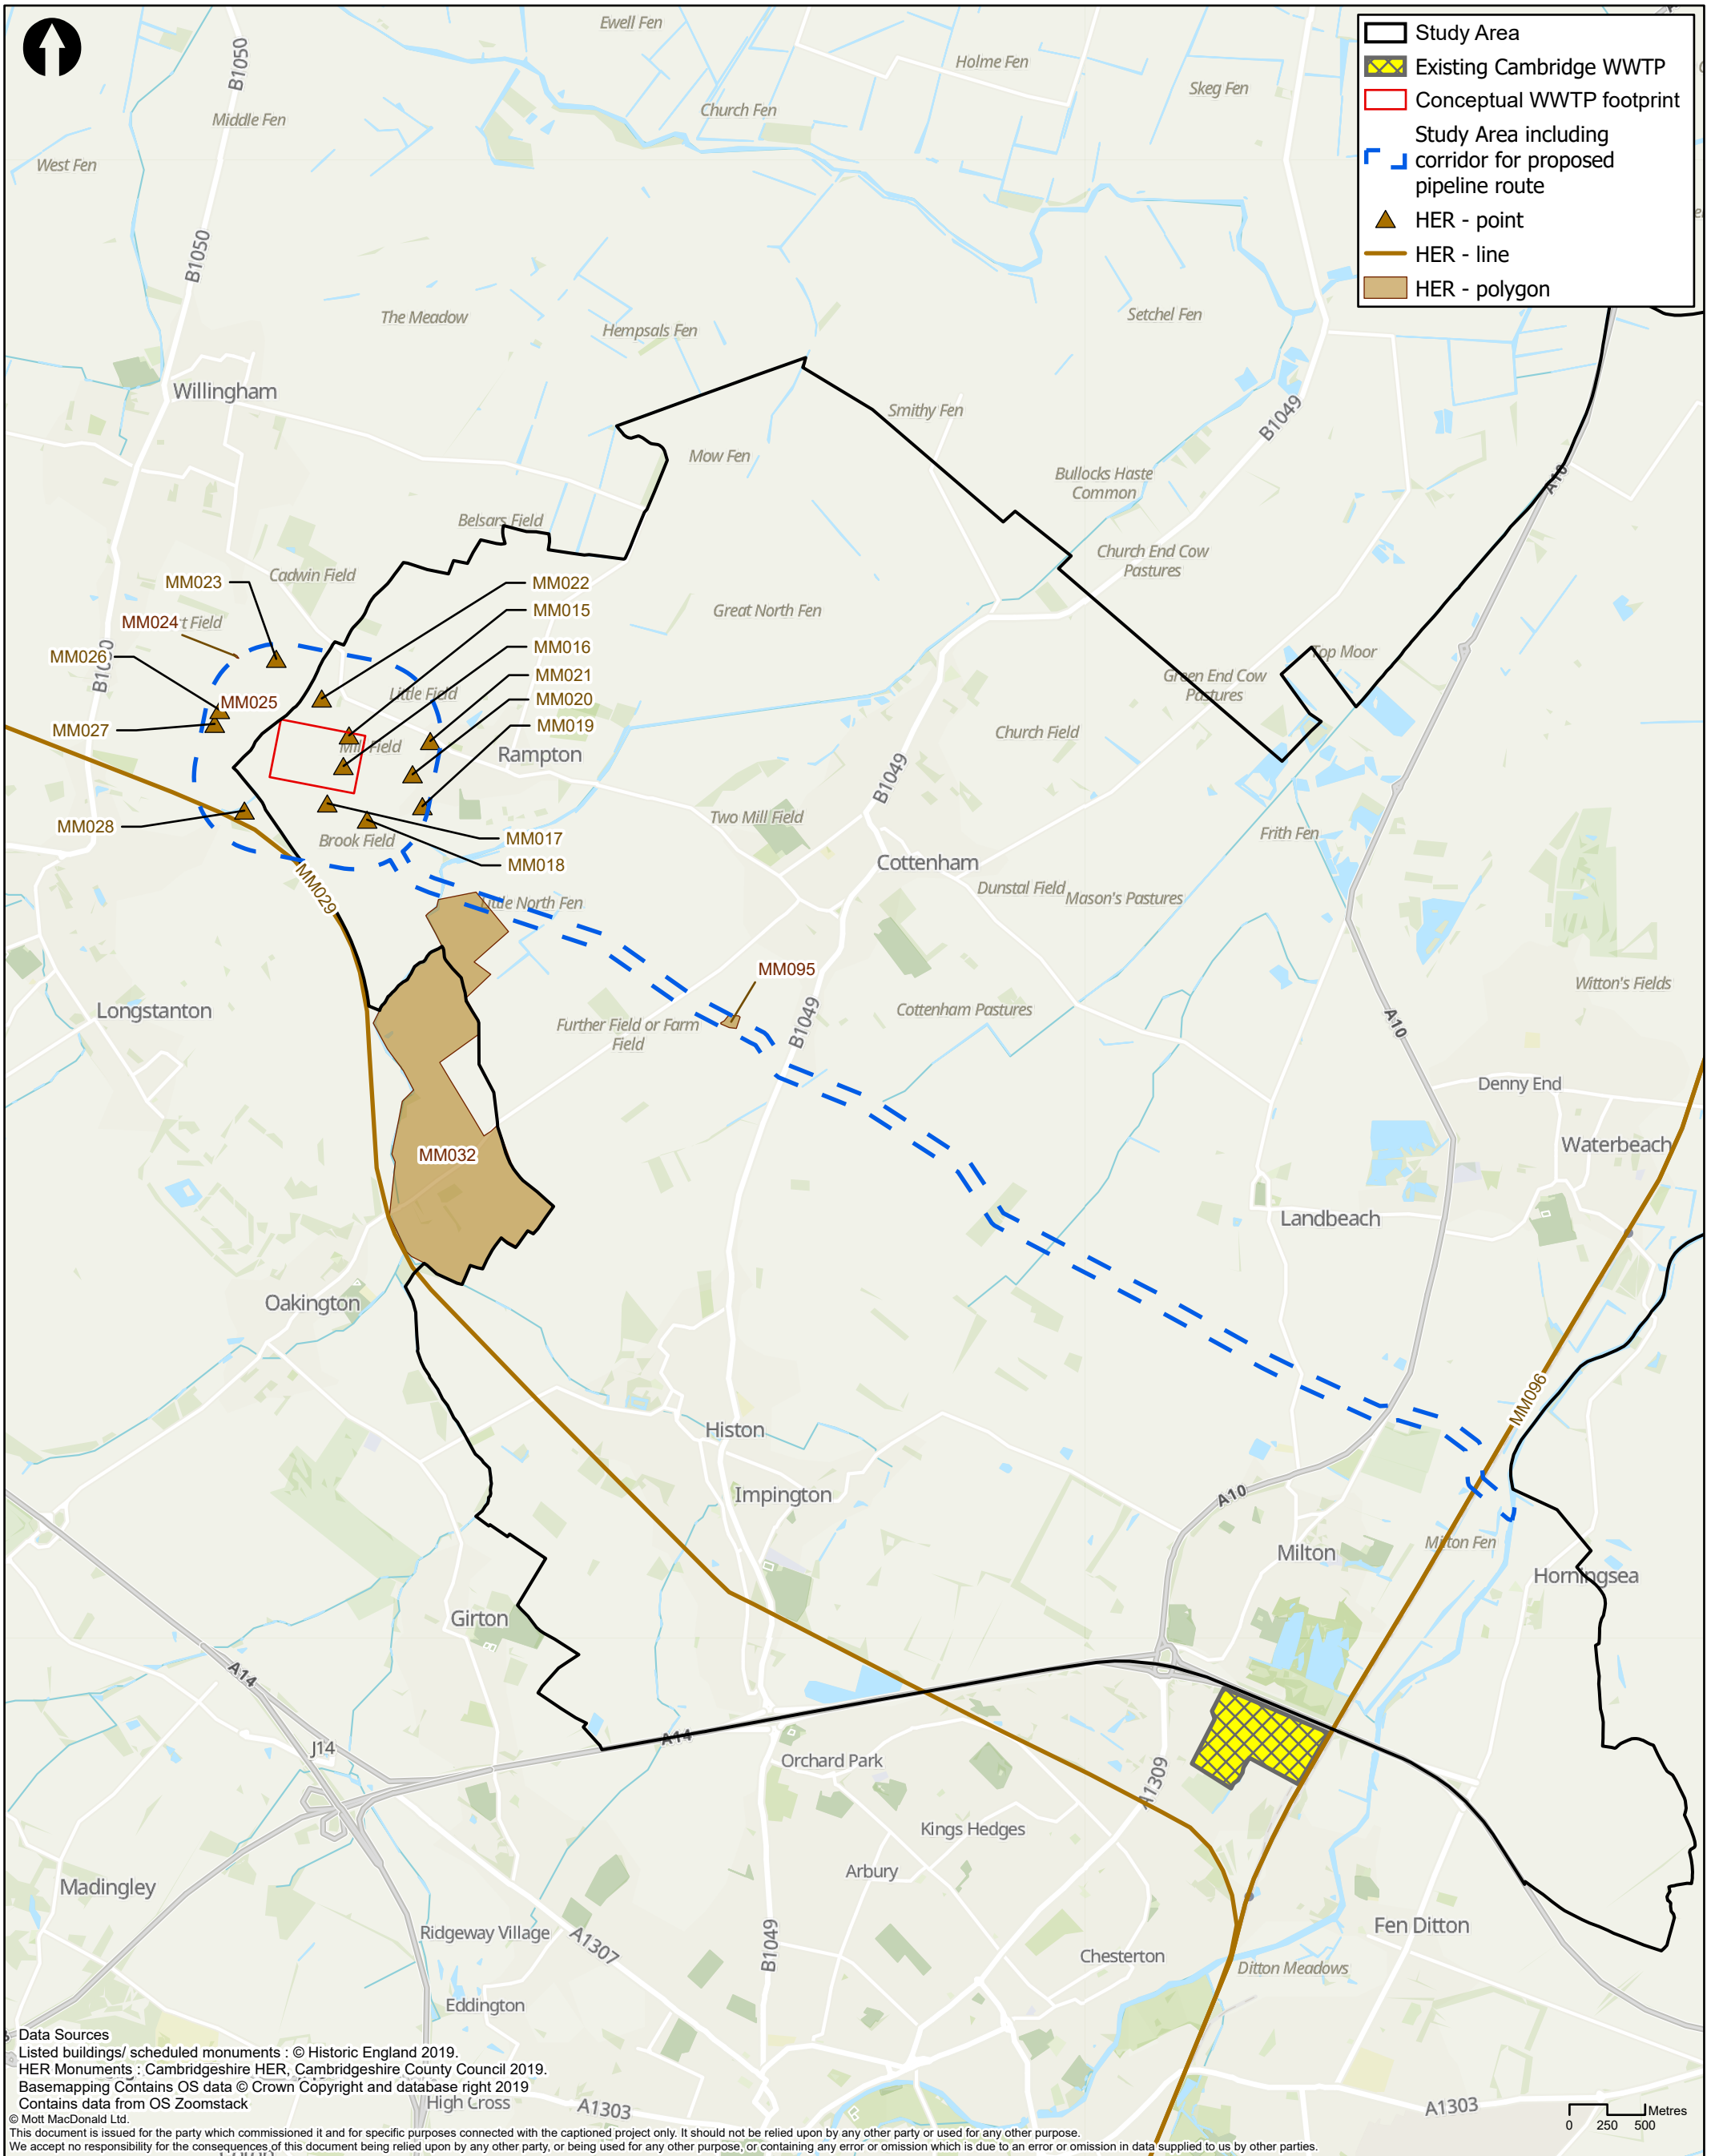 Study Area
Existing Cambridge WWTP
Conceptual WWTP footprint
Study Area including
corridor for proposed
pipeline route
HER - point
HER - line
HER - polygon
Ewell Fen
B1050
Holme Fen
Skeg Fen
Middle Fen
Church Fen
West Fen
B1050
The Meadow
Hempsals Fen
Setchel Fen
Willingham
Smithy Fen
B1049
Mow Fen
Bullocks Haste
Common
A10
Belsars Field
Church End Cow
Pastures
Cadwin Field
MM023
MM022
MM015
Great North Fen
MM024
t Field
MM026
B1050
MM016
Top Moor
MM021
Green End Cow
Pastures
MM025
Little Field
MM020
MM027
MM019
Church Field
Mill Field
Rampton
B1049
Two Mill Field
MM028
Brook Field
MM017
Frith Fen
MM018
Cottenham
MM029
Dunstal Field
Mason's Pastures
Little North Fen
MM095
Witton's Fields
Longstanton
Further Field or Farm
Field
B1049
Cottenham Pastures
A10
Denny End
MM032
Waterbeach
Landbeach
Oakington
MM096
Histon
Impington
A10
Milton
Milton Fen
Horningsea
Girton
A14
A14
J14
Orchard Park
A1309
Kings Hedges
Arbury
Madingley
Ridgeway Village
A1307
B1049
Chesterton
Fen Ditton
Ditton Meadows
Eddington
High Cross
A1303
A1303
Data Sources
Listed buildings/ scheduled monuments : © Historic England 2019.
HER Monuments : Cambridgeshire HER, Cambridgeshire County Council 2019.
Basemapping Contains OS data © Crown Copyright and database right 2019
Contains data from OS Zoomstack
© Mott MacDonald Ltd.
This document is issued for the party which commissioned it and for specific purposes connected with the captioned project only. It should not be relied upon by any other party or used for any other purpose.
We accept no responsibility for the consequences of this document being relied upon by any other party, or being used for any other purpose, or containing any error or omission which is due to an error or omission in data supplied to us by other parties.
Metres
0 250 500